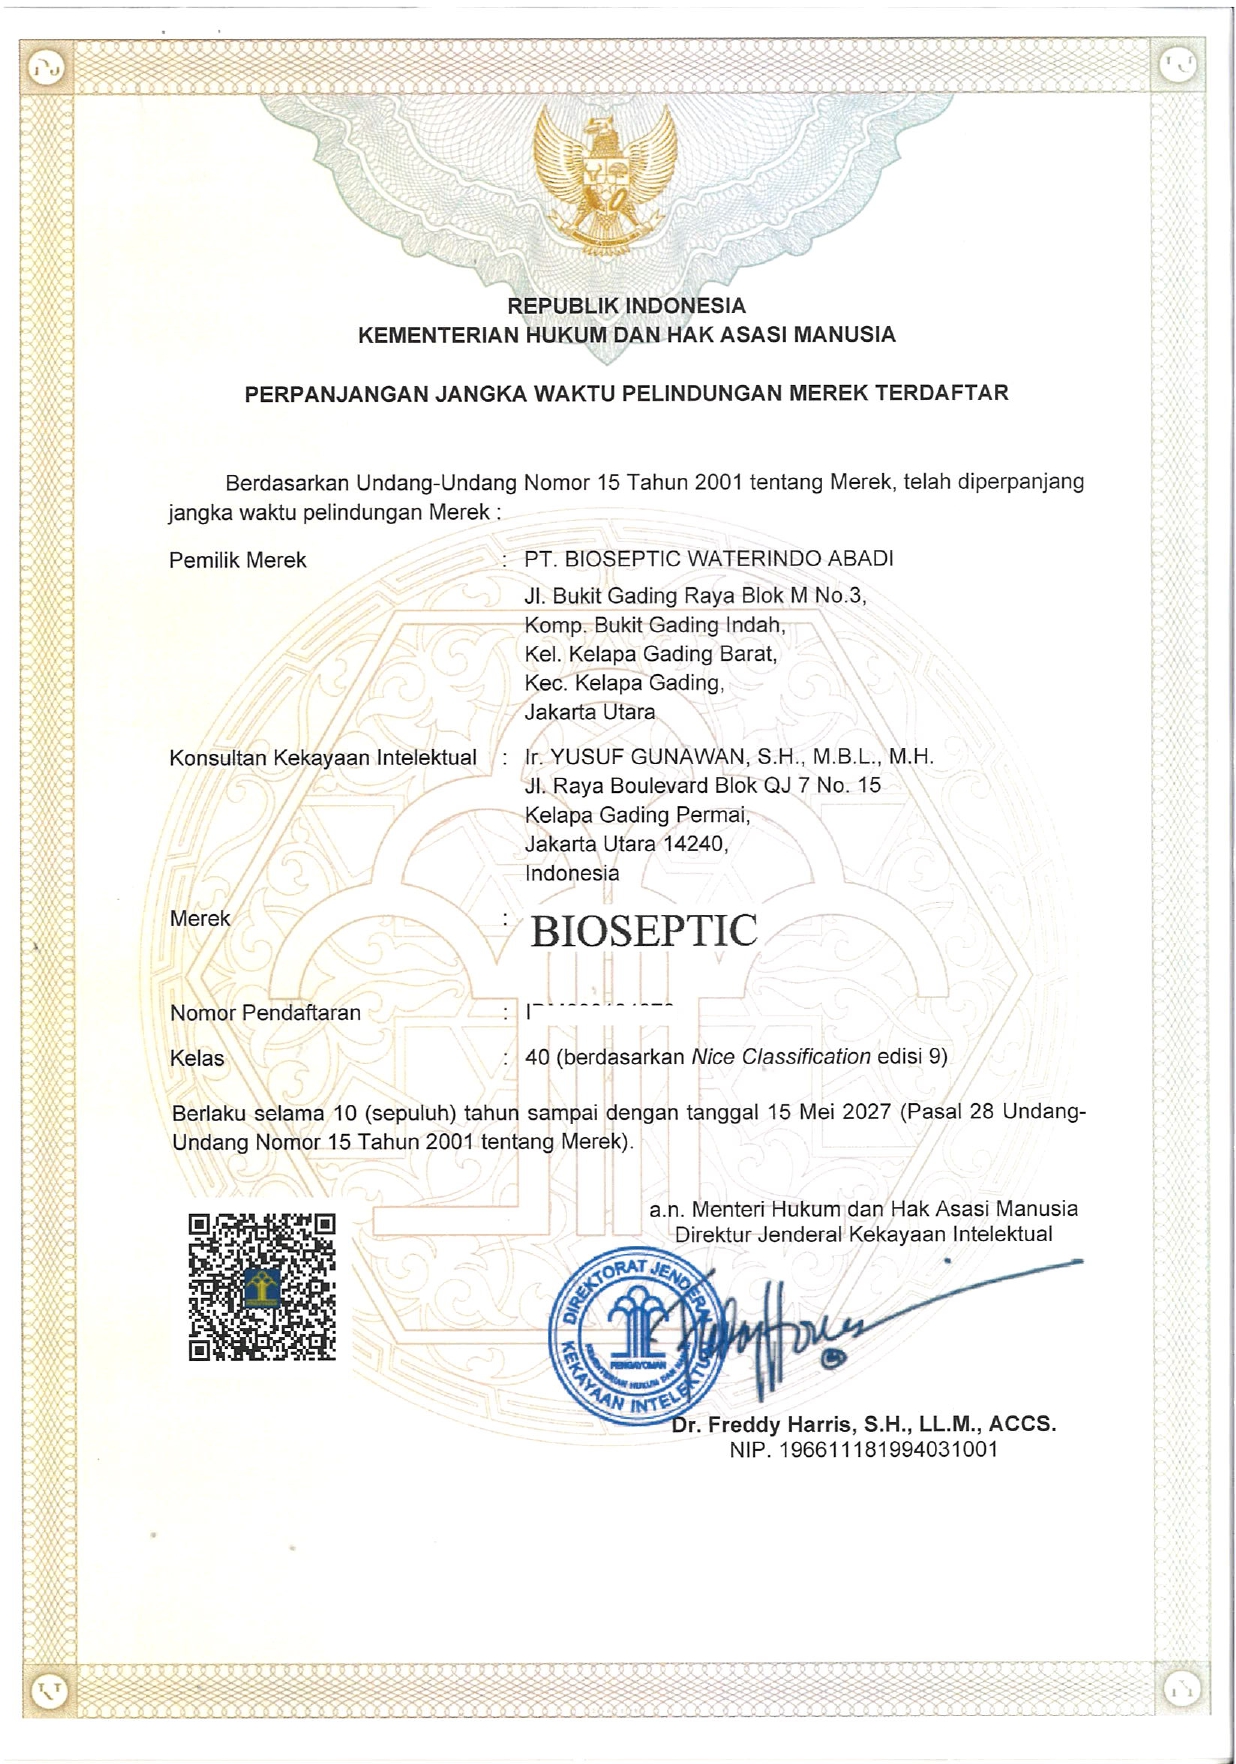 REPUBLIK INDONESIA
KEMENTERIAN HUKUM DAN HAK ASASI MANUSIA
PERPANJANGAN JANGKA WAKTU PELINDUNGAN MEREK TERDAFTAR
Berdasarkan Undang-Undang Nomor 15 Tahun 2001 tentang Merek, telah diperpanjang
jangka waktu pelindungan Merek :
Pemilik Merek : PT. BIOSEPTIC WATERINDO ABADI
Jl. Bukit Gading Raya Blok M No.3,
Komp. Bukit Gading Indah,
Kel. Kelapa Gading Barat,
Kec. Kelapa Gading,
Jakarta Utara
Konsultan Kekayaan Intelektual : Ir. YUSUF GUNAWAN, S.H., M.B.L., M.H.
Jl. Raya Boulevard Blok QJ 7 No. 15
Kelapa Gading Permai,
Jakarta Utara 14240,
Indonesia
Merek : BIOSEPTIC
Nomor Pendaftaran :
Kelas : 40 (berdasarkan Nice Classification edisi 9)
Berlaku selama 10 (sepuluh) tahun sampai dengan tanggal 15 Mei 2027 (Pasal 28 Undang-
Undang Nomor 15 Tahun 2001 tentang Merek).
a.n. Menteri Hukum dan Hak Asasi Manusia
Direktur Jenderal Kekayaan Intelektual
DIREKTORAT JENDERAL
KEKAYAAN INTELEKTU
PENGAYOMAN
Dr. Freddy Harris, S.H., LL.M., ACCS.
NIP. 196611181994031001